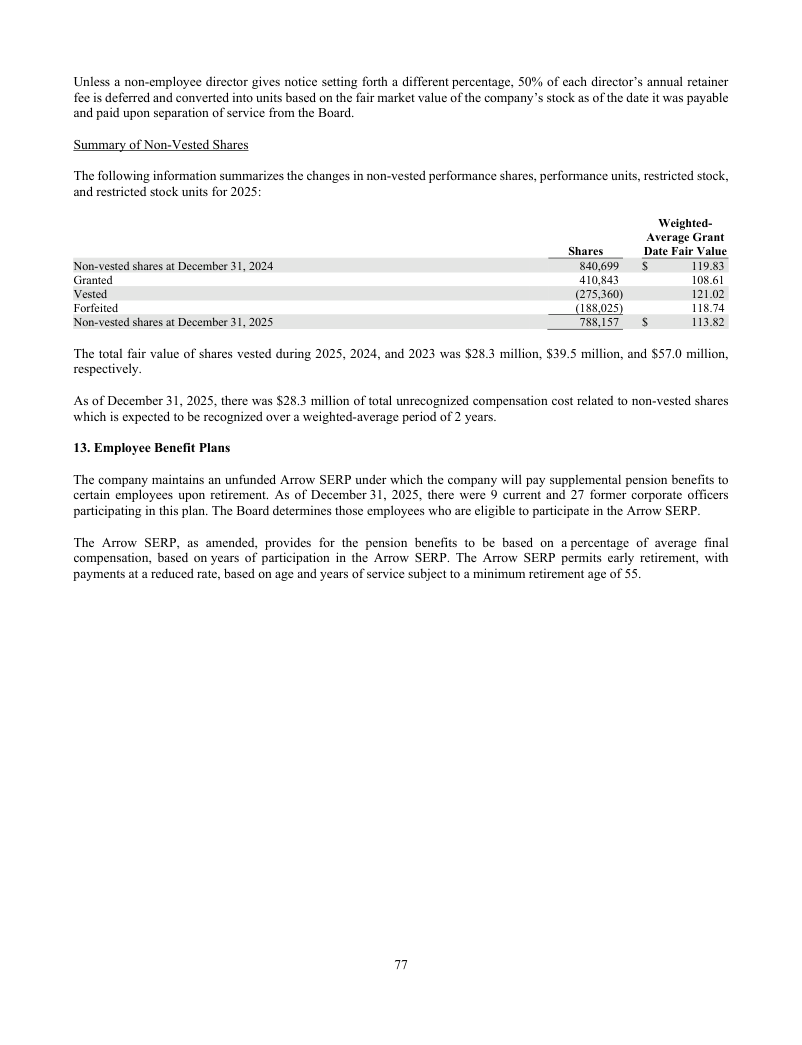 Unless a non-employee director gives notice setting forth a different percentage, 50% of each director’s annual retainer
fee is deferred and converted into units based on the fair market value of the company’s stock as of the date it was payable
and paid upon separation of service from the Board.
Summary of Non-Vested Shares
The following information summarizes the changes in non-vested performance shares, performance units, restricted stock,
and restricted stock units for 2025:
Weighted-
Average Grant
Shares Date Fair Value
Non-vested shares at December 31, 2024 840,699 $ 119.83
Granted 410,843 108.61
Vested (275,360) 121.02
Forfeited (188,025) 118.74
Non-vested shares at December 31, 2025 788,157 $ 113.82
The total fair value of shares vested during 2025, 2024, and 2023 was $28.3 million, $39.5 million, and $57.0 million,
respectively.
As of December 31, 2025, there was $28.3 million of total unrecognized compensation cost related to non-vested shares
which is expected to be recognized over a weighted-average period of 2 years.
13. Employee Benefit Plans
The company maintains an unfunded Arrow SERP under which the company will pay supplemental pension benefits to
certain employees upon retirement. As of December 31, 2025, there were 9 current and 27 former corporate officers
participating in this plan. The Board determines those employees who are eligible to participate in the Arrow SERP.
The Arrow SERP, as amended, provides for the pension benefits to be based on a percentage of average final
compensation, based on years of participation in the Arrow SERP. The Arrow SERP permits early retirement, with
payments at a reduced rate, based on age and years of service subject to a minimum retirement age of 55.
77